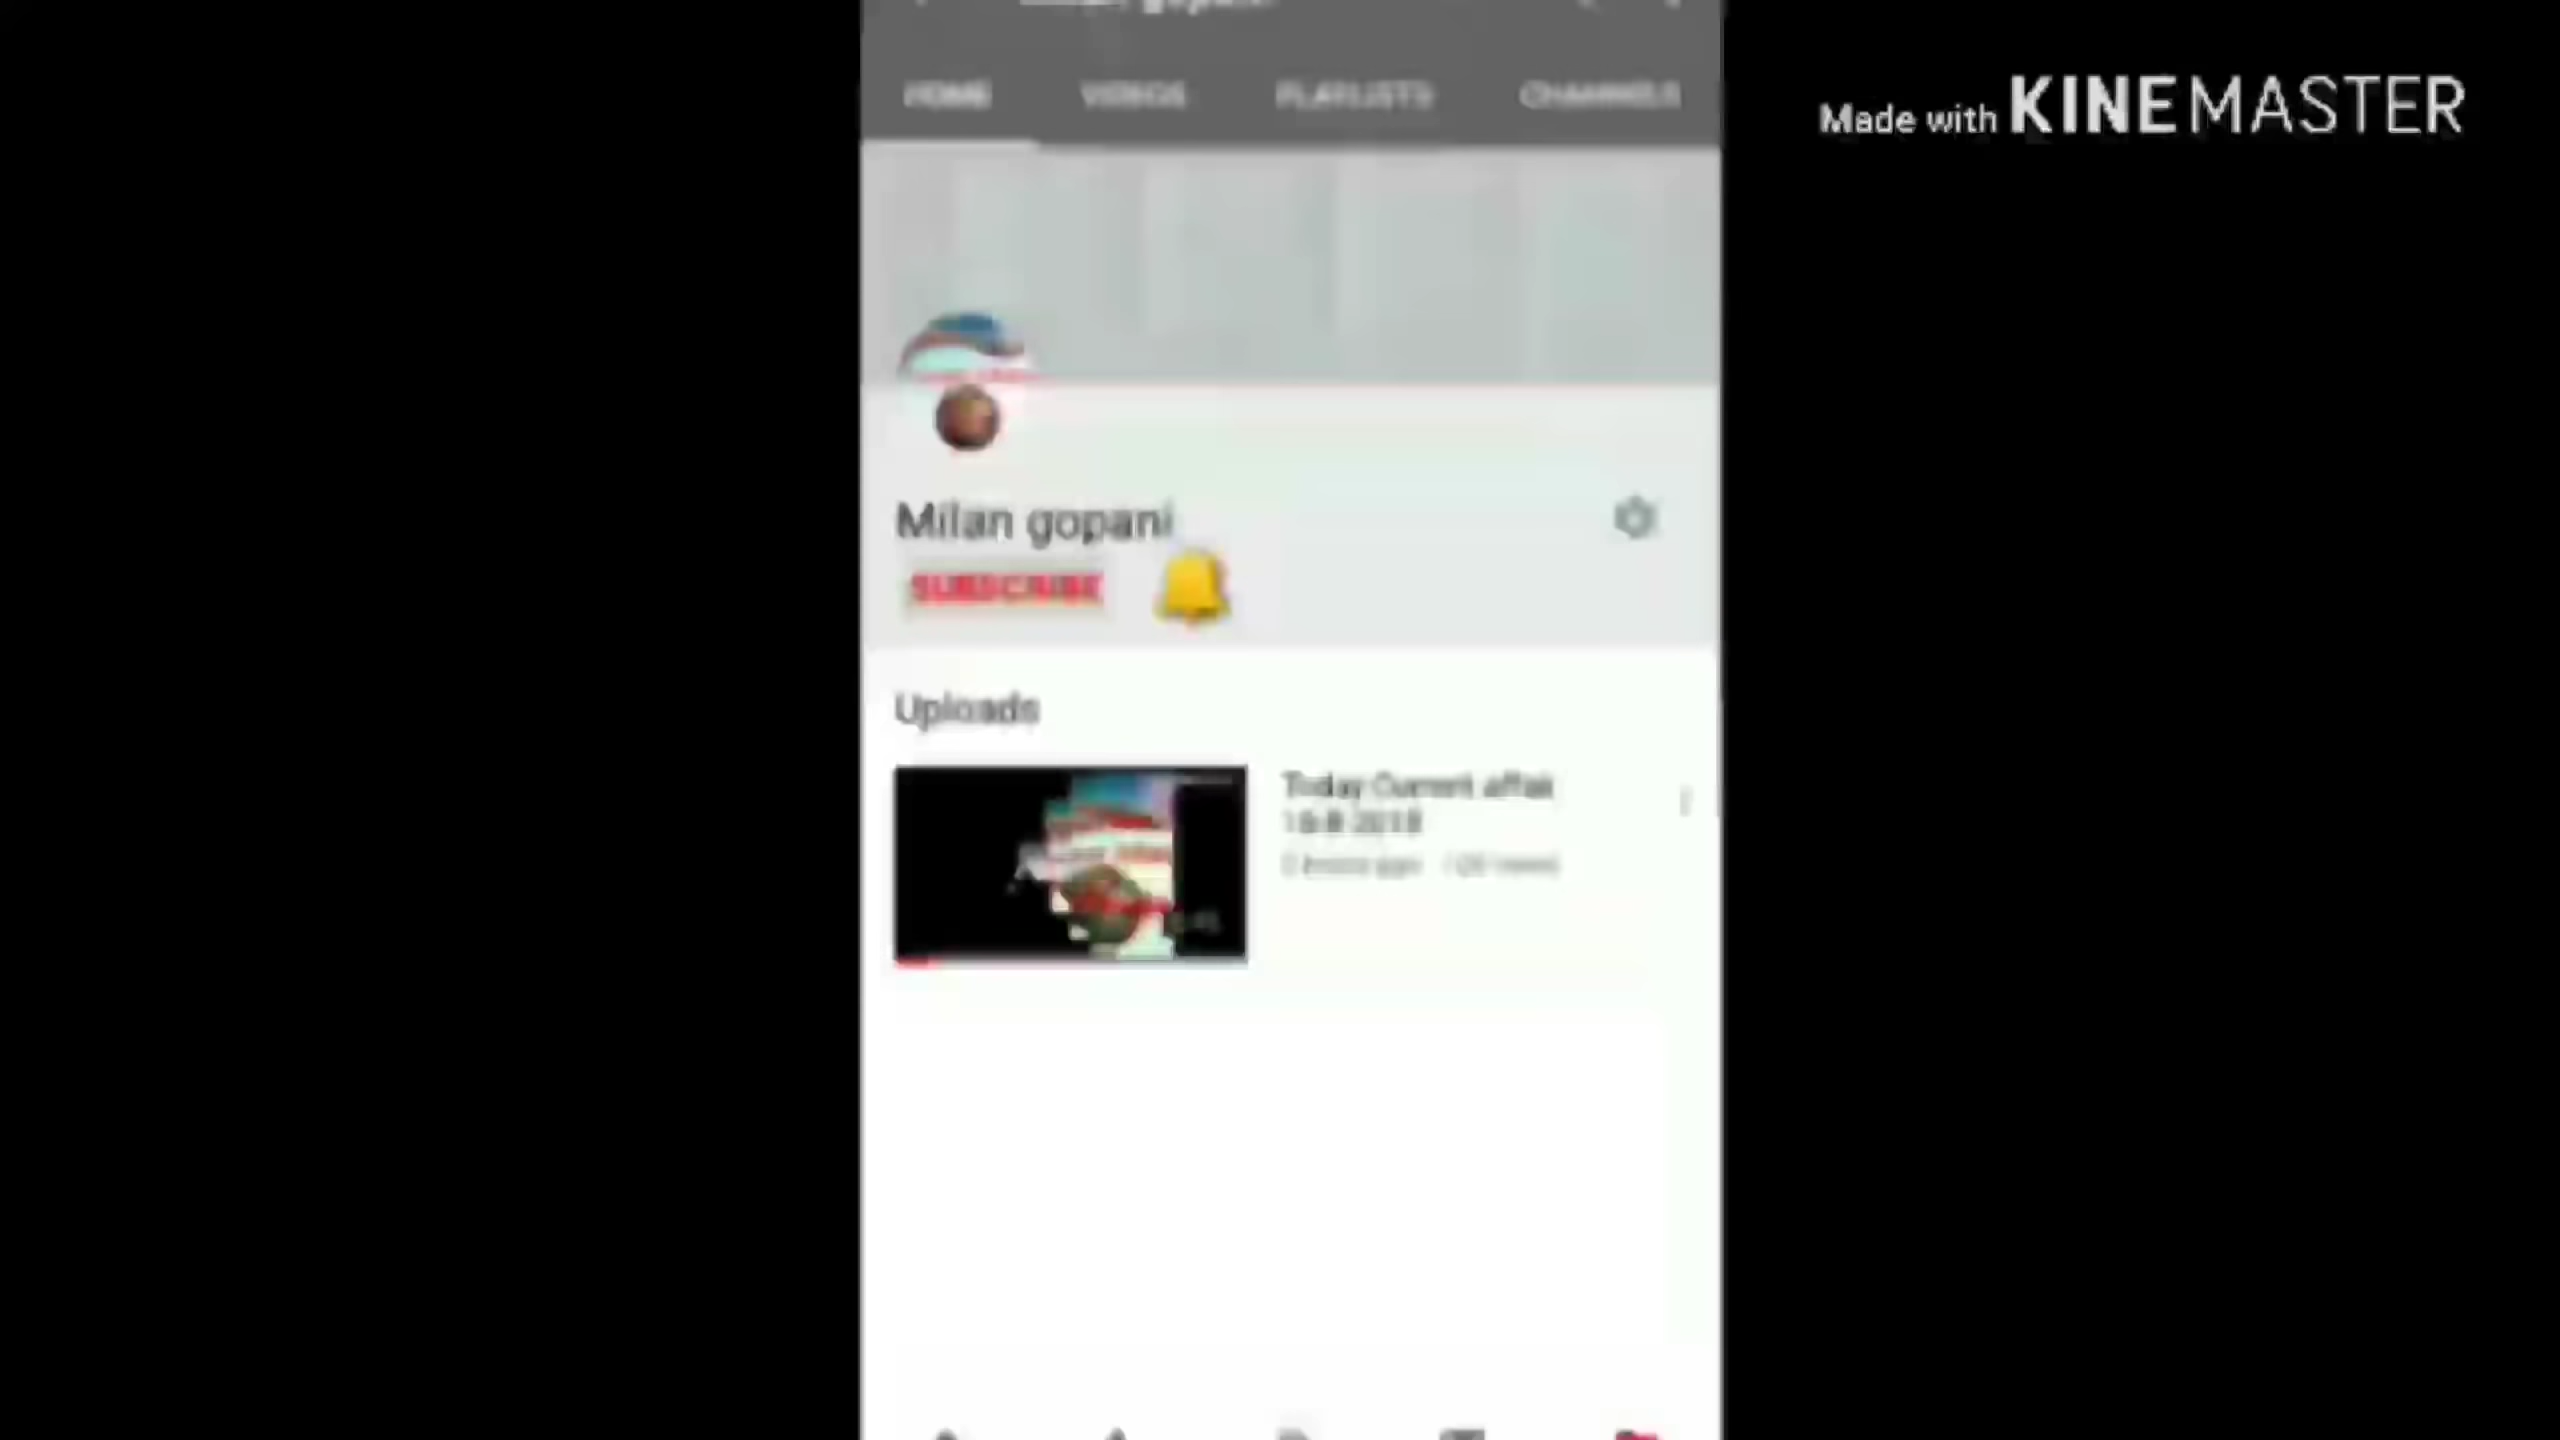 Made with KINEMASTER
HOME VIDEOS PLAYLISTS CHANNELS
Milan gopani
SUBSCRIBE
Uploads
Today Current affair